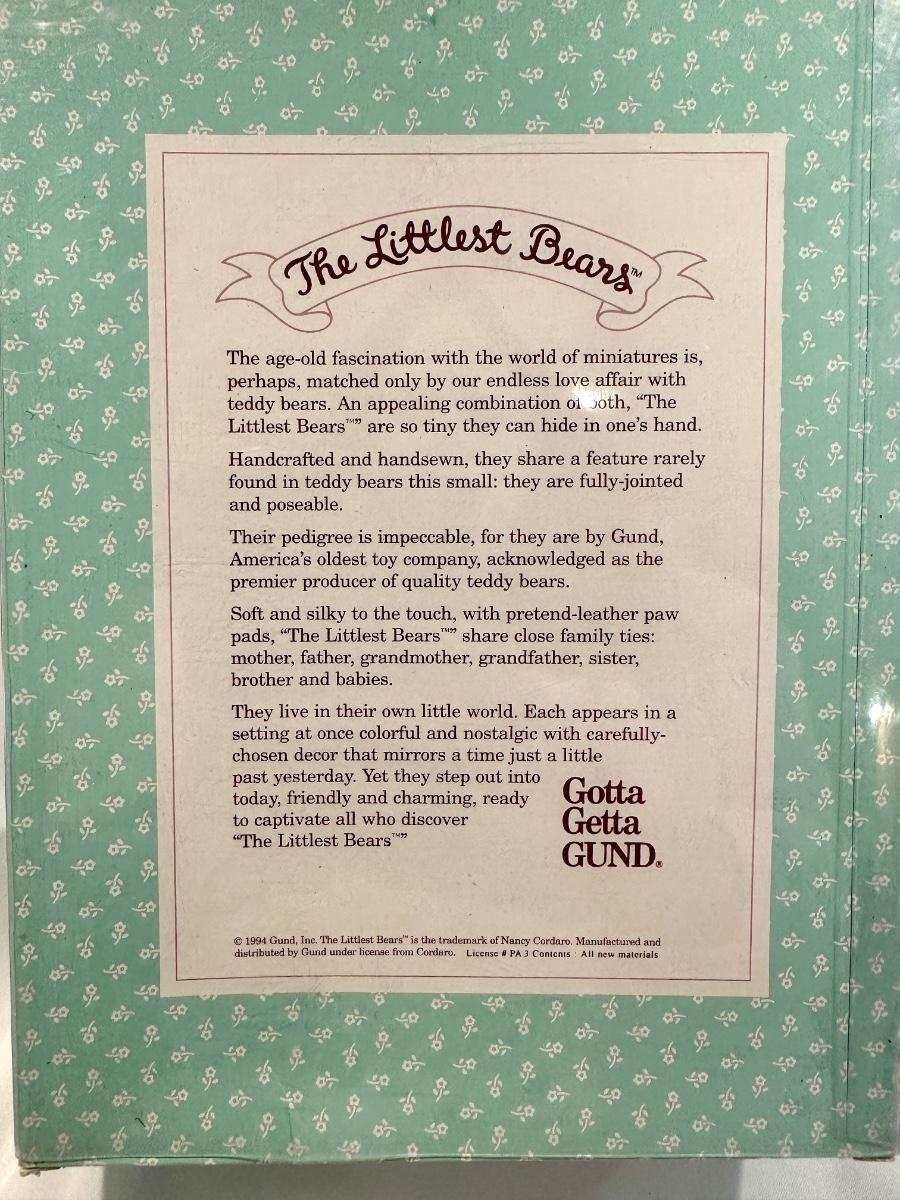 The Littlest Bears™
The age-old fascination with the world of miniatures is,
perhaps, matched only by our endless love affair with
teddy bears. An appealing combination of both, “The
Littlest Bears™” are so tiny they can hide in one’s hand.
Handcrafted and handsewn, they share a feature rarely
found in teddy bears this small: they are fully-jointed
and poseable.
Their pedigree is impeccable, for they are by Gund,
America’s oldest toy company, acknowledged as the
premier producer of quality teddy bears.
Soft and silky to the touch, with pretend-leather paw
pads, “The Littlest Bears™” share close family ties:
mother, father, grandmother, grandfather, sister,
brother and babies.
They live in their own little world. Each appears in a
setting at once colorful and nostalgic with carefully-
chosen decor that mirrors a time just a little
past yesterday. Yet they step out into
today, friendly and charming, ready
to captivate all who discover
“The Littlest Bears™”
Gotta
Getta
GUND®
© 1994 Gund, Inc. The Littlest Bears™ is the trademark of Nancy Cordaro. Manufactured and
distributed by Gund under license from Cordaro. License # PA 3 Contents : All new materials